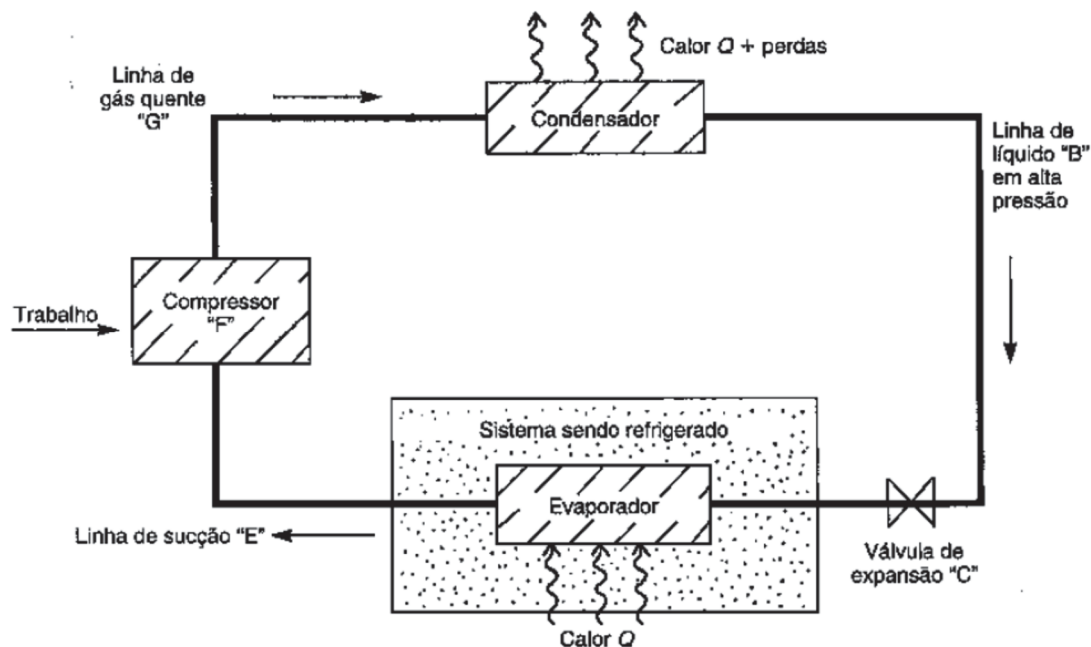 Calor Q + perdas
Linha de
gás quente
"G"
Condensador
Linha de
líquido "B"
em alta
pressão
Compressor
"F"
Trabalho
Sistema sendo refrigerado
Evaporador
Linha de sucção "E"
Válvula de
expansão "C"
Calor Q